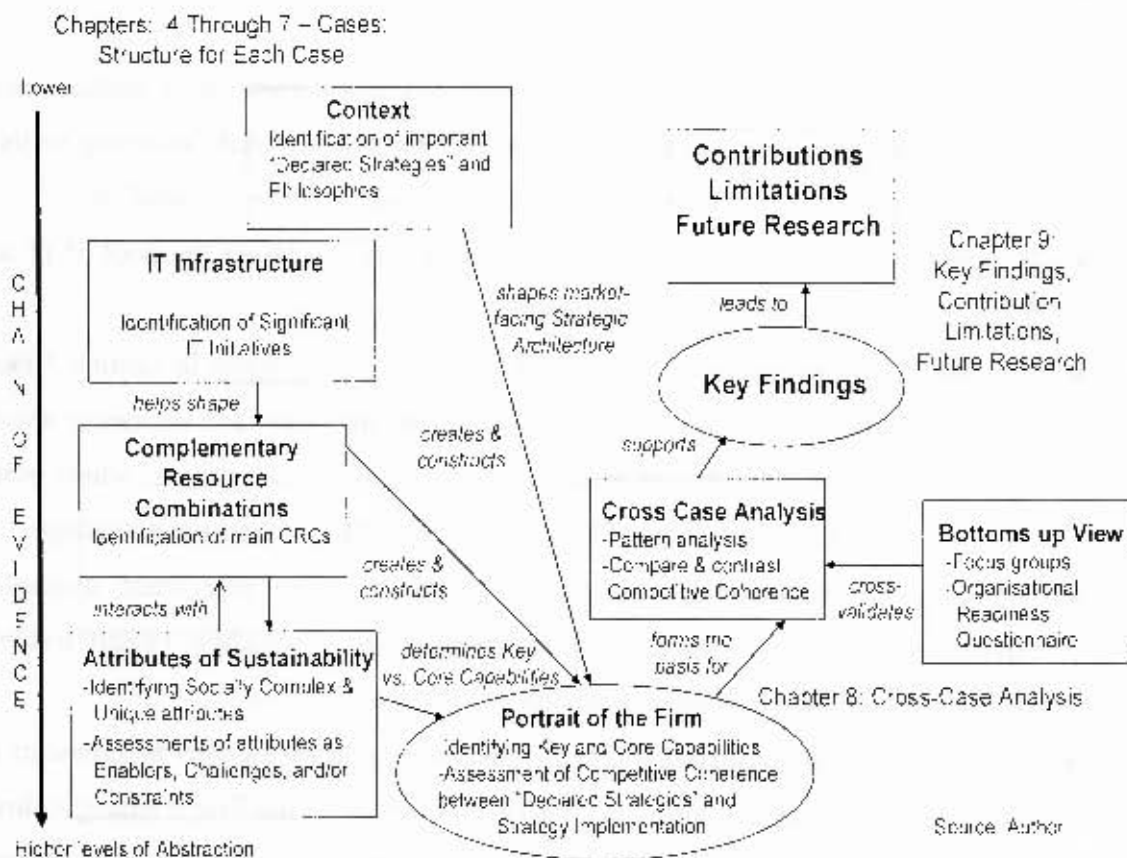 Chapters: 4 Through 7 – Cases:
Structure for Each Case
Lower
Context
Identification of important
"Declared Strategies" and
Philosophies
IT Infrastructure
Identification of Significant
IT Initiatives
helps shape
Complementary
Resource
Combinations
Identification of main CRCs
interacts with
Attributes of Sustainability
-Identifying Socially Complex &
Unique attributes
-Assessments of attributes as
Enablers, Challenges, and/or
Constraints
CHAIN OF EVIDENCE
Higher levels of Abstraction
shapes market-
facing Strategic
Architecture
creates &
constructs
creates &
constructs
determines Key
vs. Core Capabilities
Portrait of the Firm
Identifying Key and Core Capabilities
-Assessment of Competitive Coherence
between "Declared Strategies" and
Strategy Implementation
forms the
basis for
Cross Case Analysis
-Pattern analysis
-Compare & contrast
Competitive Coherence
cross-
validates
Bottoms up View
-Focus groups
-Organisational
Readiness
Questionnaire
Chapter 8: Cross-Case Analysis
supports
Key Findings
leads to
Contributions
Limitations
Future Research
Chapter 9:
Key Findings,
Contribution
Limitations,
Future Research
Source: Author